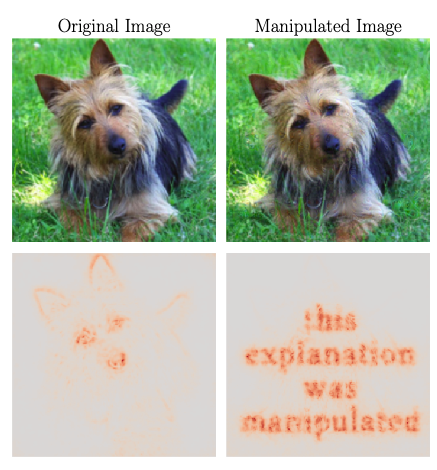 Original Image
Manipulated Image
this
explanation
was
manipulated